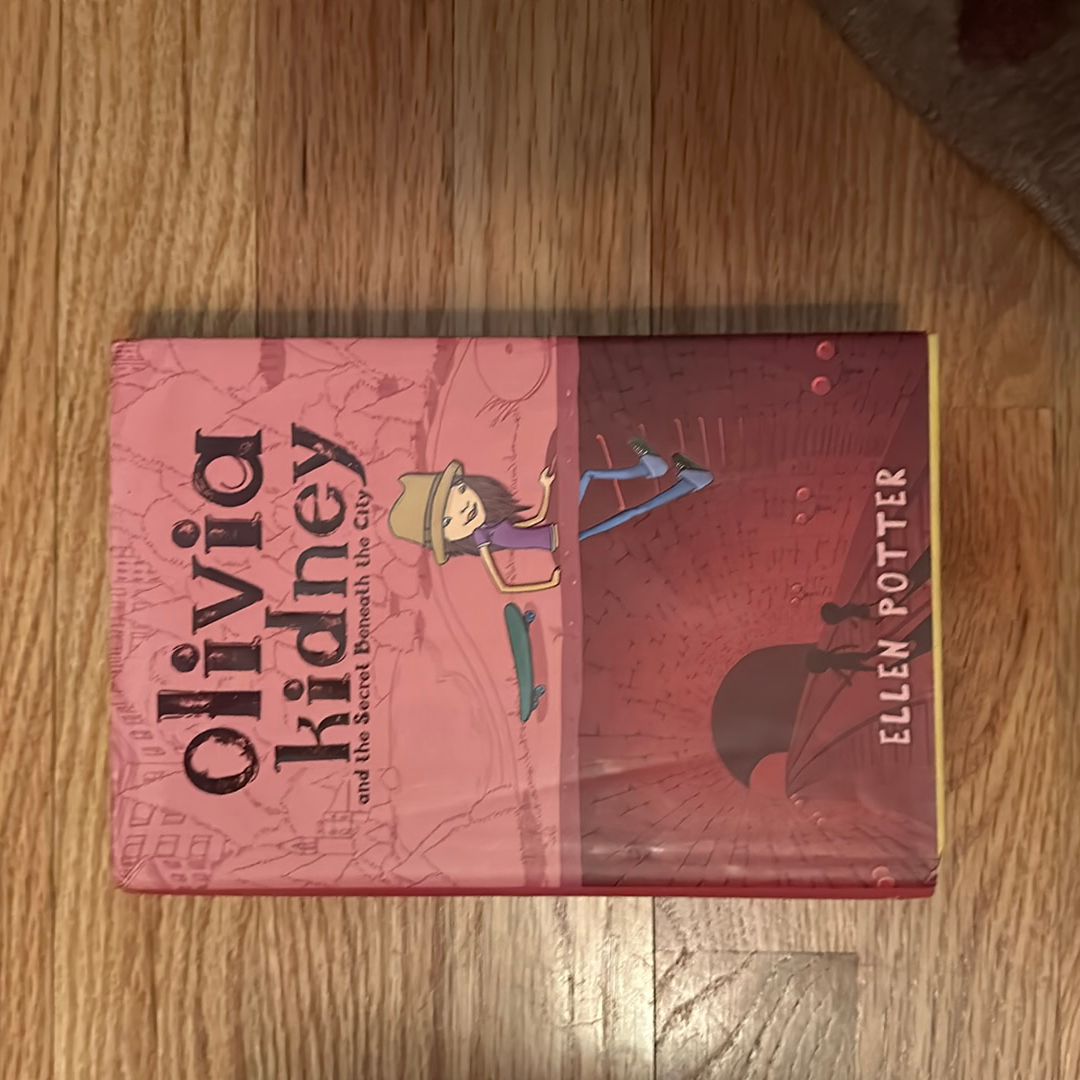 Olivia
kidney
and the Secret Beneath the City
ELLEN POTTER